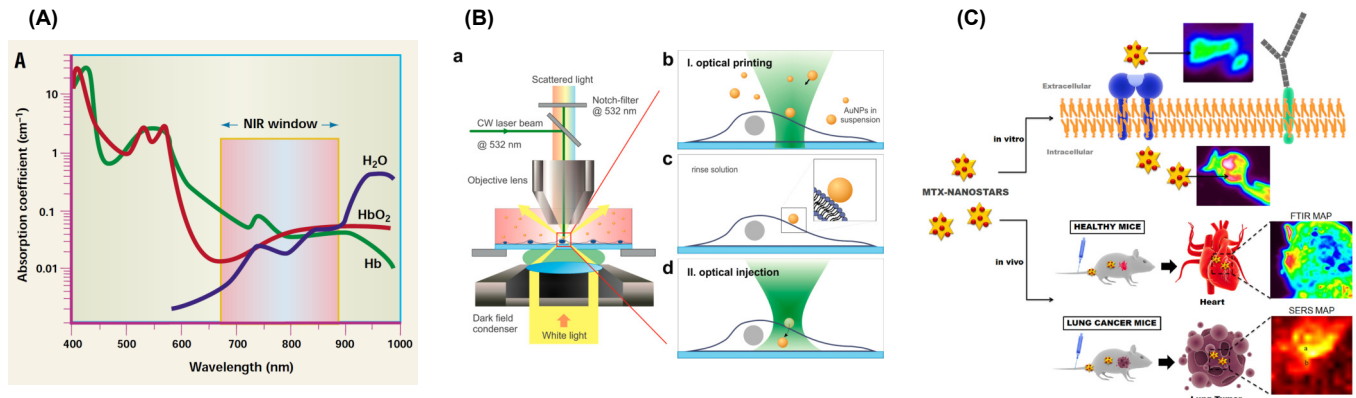 (A)
A
Absorption coefficient (cm⁻¹)
10
1
0.1
0.01
NIR window
H₂O
HbO₂
Hb
400
500
600
700
800
900
1000
Wavelength (nm)
(B)
a
Scattered light
Notch-filter
@ 532 nm
CW laser beam
@ 532 nm
Objective lens
Dark field
condenser
White light
b
I. optical printing
AuNPs in
suspension
c
rinse solution
d
II. optical injection
(C)
Extracellular
Intracellular
in vitro
MTX-NANOSTARS
in vivo
HEALTHY MICE
Heart
FTIR MAP
LUNG CANCER MICE
SERS MAP
a
b
Lung Tumor